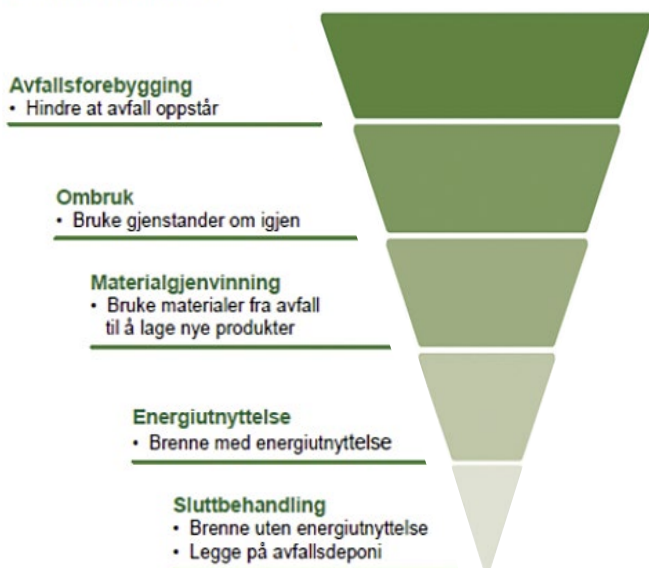 Avfallsforebygging
• Hindre at avfall oppstår
Ombruk
• Bruke gjenstander om igjen
Materialgjenvinning
• Bruke materialer fra avfall
til å lage nye produkter
Energiutnyttelse
• Brenne med energiutnyttelse
Sluttbehandling
• Brenne uten energiutnyttelse
• Legge på avfallsdeponi